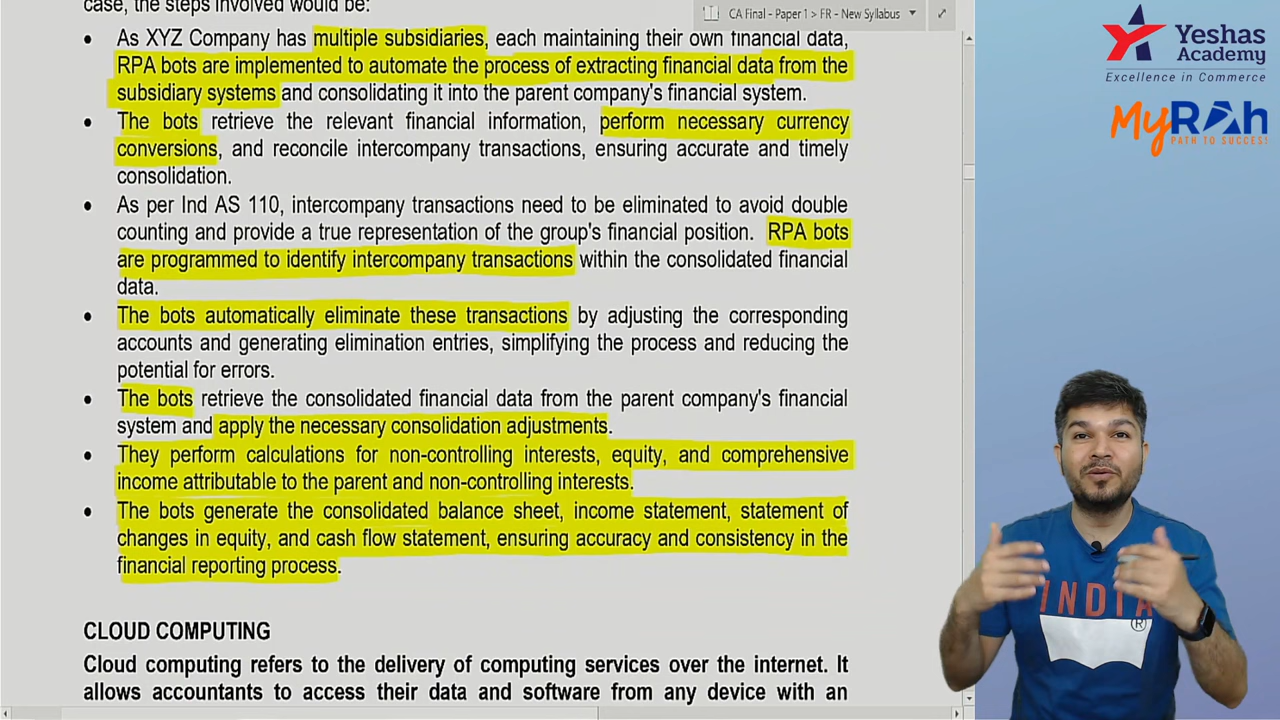 case, the steps involved would be:
CA Final - Paper 1 > FR - New Syllabus
• As XYZ Company has multiple subsidiaries, each maintaining their own financial data,
RPA bots are implemented to automate the process of extracting financial data from the
subsidiary systems and consolidating it into the parent company's financial system.
• The bots retrieve the relevant financial information, perform necessary currency
conversions, and reconcile intercompany transactions, ensuring accurate and timely
consolidation.
• As per Ind AS 110, intercompany transactions need to be eliminated to avoid double
counting and provide a true representation of the group's financial position. RPA bots
are programmed to identify intercompany transactions within the consolidated financial
data.
• The bots automatically eliminate these transactions by adjusting the corresponding
accounts and generating elimination entries, simplifying the process and reducing the
potential for errors.
• The bots retrieve the consolidated financial data from the parent company's financial
system and apply the necessary consolidation adjustments.
• They perform calculations for non-controlling interests, equity, and comprehensive
income attributable to the parent and non-controlling interests.
• The bots generate the consolidated balance sheet, income statement, statement of
changes in equity, and cash flow statement, ensuring accuracy and consistency in the
financial reporting process.
CLOUD COMPUTING
Cloud computing refers to the delivery of computing services over the internet. It
allows accountants to access their data and software from any device with an
Yeshas
Academy
Excellence in Commerce
MyRAh
PATH TO SUCCESS
INDIA
®